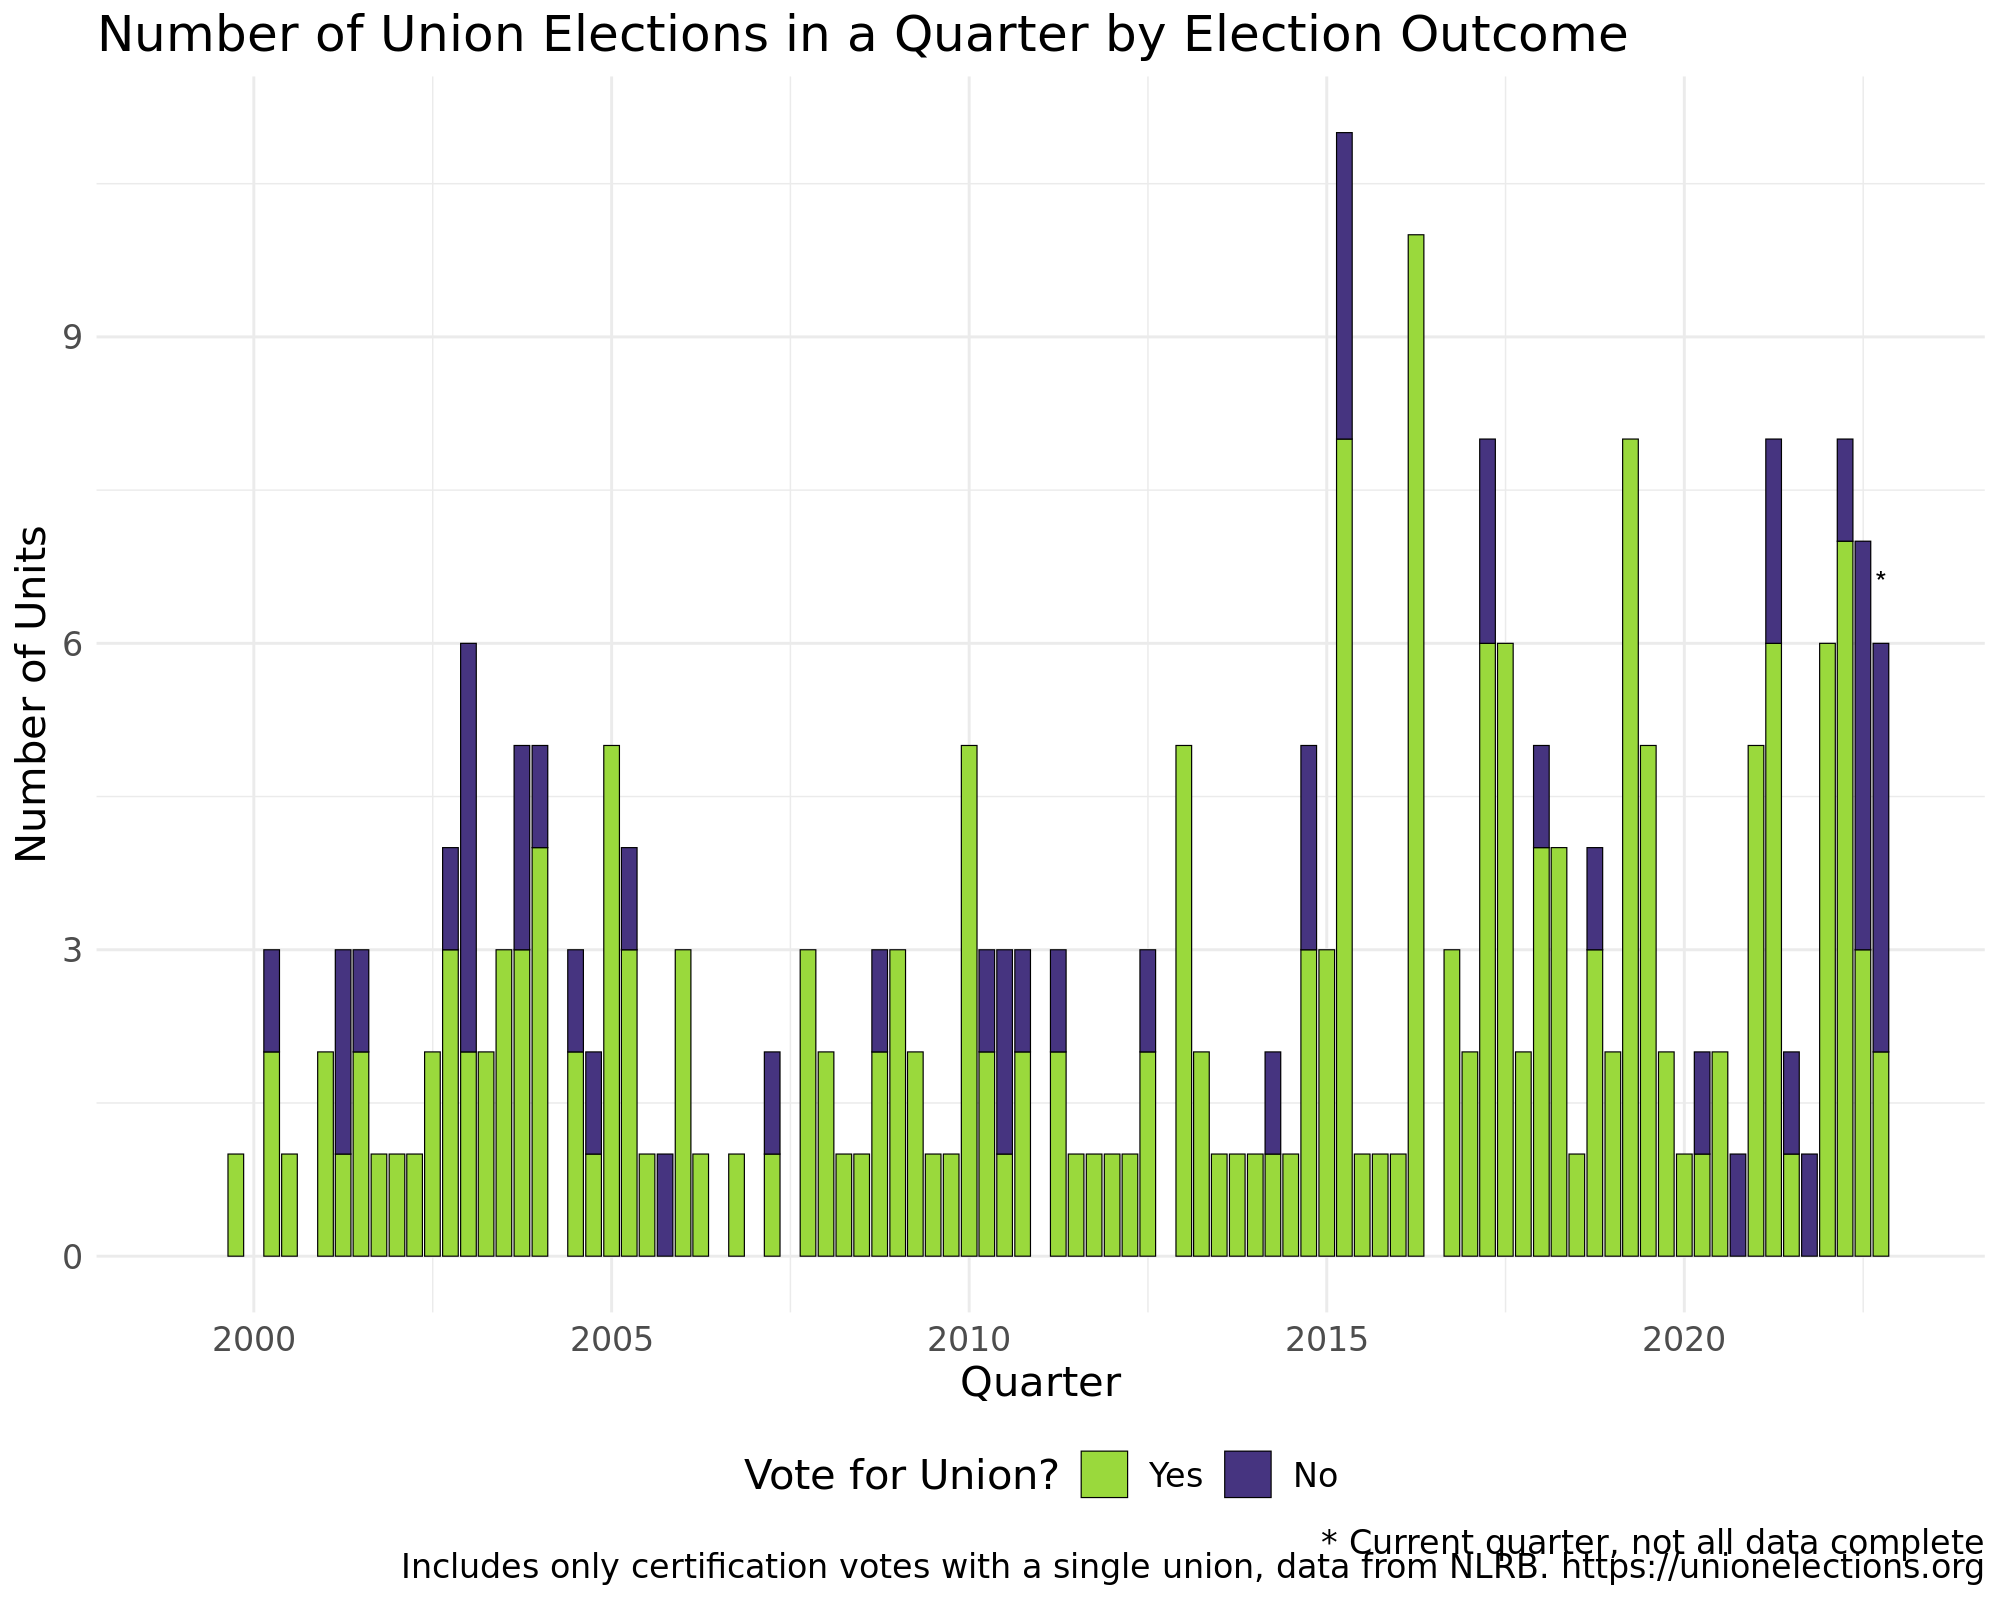 Number of Union Elections in a Quarter by Election Outcome
Number of Units
9
6
3
0
*
2000 2005 2010 2015 2020
Quarter
Vote for Union? Yes No
* Current quarter, not all data complete
Includes only certification votes with a single union, data from NLRB. https://unionelections.org